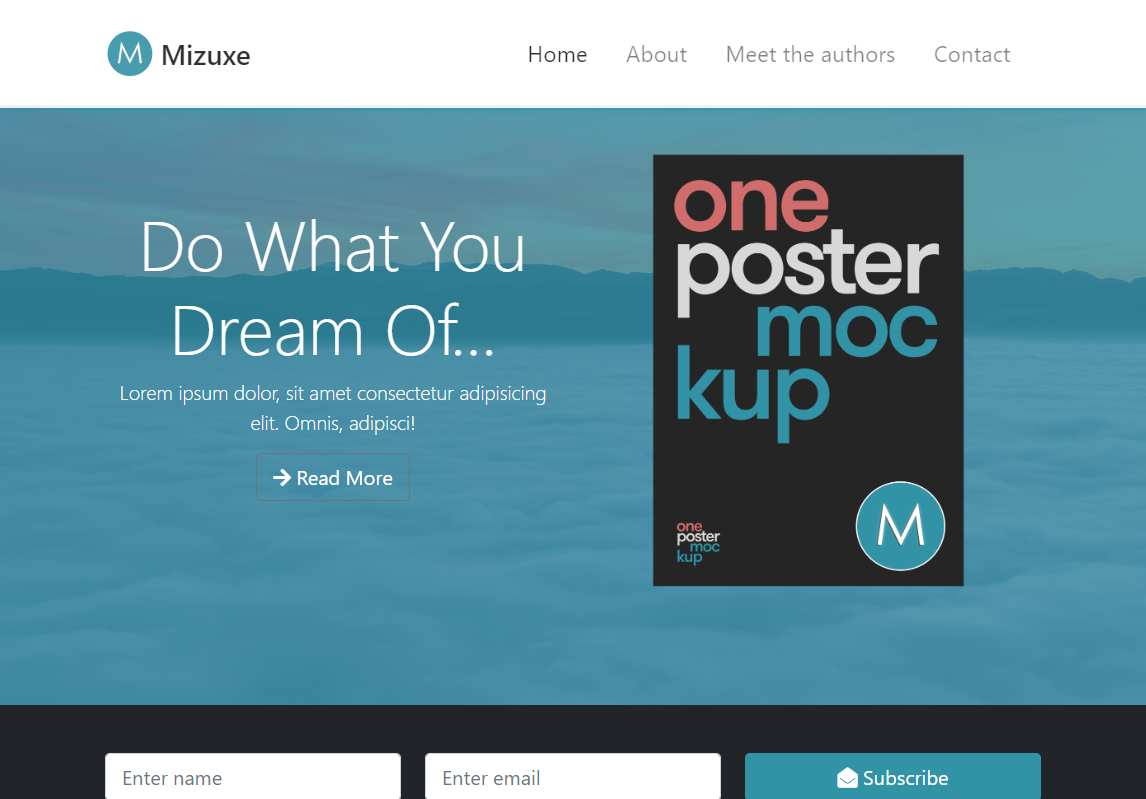 M Mizuxe
Home About Meet the authors Contact
Do What You
Dream Of...
Lorem ipsum dolor, sit amet consectetur adipisicing
elit. Omnis, adipisci!
Read More
one
poster
moc
kup
one
poster
moc
kup
M
Enter name
Enter email
Subscribe